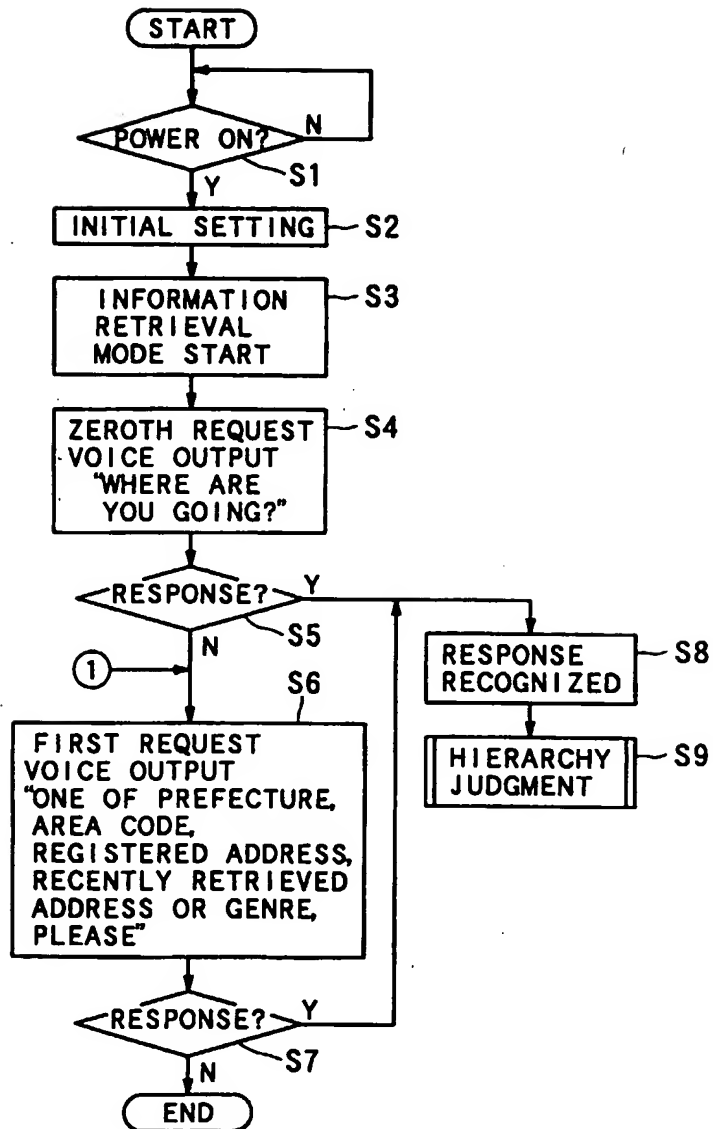 START
POWER ON?
N
S1
Y
INITIAL SETTING
S2
INFORMATION
RETRIEVAL
MODE START
S3
ZEROTH REQUEST
VOICE OUTPUT
"WHERE ARE
YOU GOING?"
S4
RESPONSE?
Y
S5
N
1
S6
FIRST REQUEST
VOICE OUTPUT
"ONE OF PREFECTURE,
AREA CODE,
REGISTERED ADDRESS,
RECENTLY RETRIEVED
ADDRESS OR GENRE,
PLEASE"
RESPONSE?
Y
S7
N
END
RESPONSE
RECOGNIZED
S8
HIERARCHY
JUDGMENT
S9